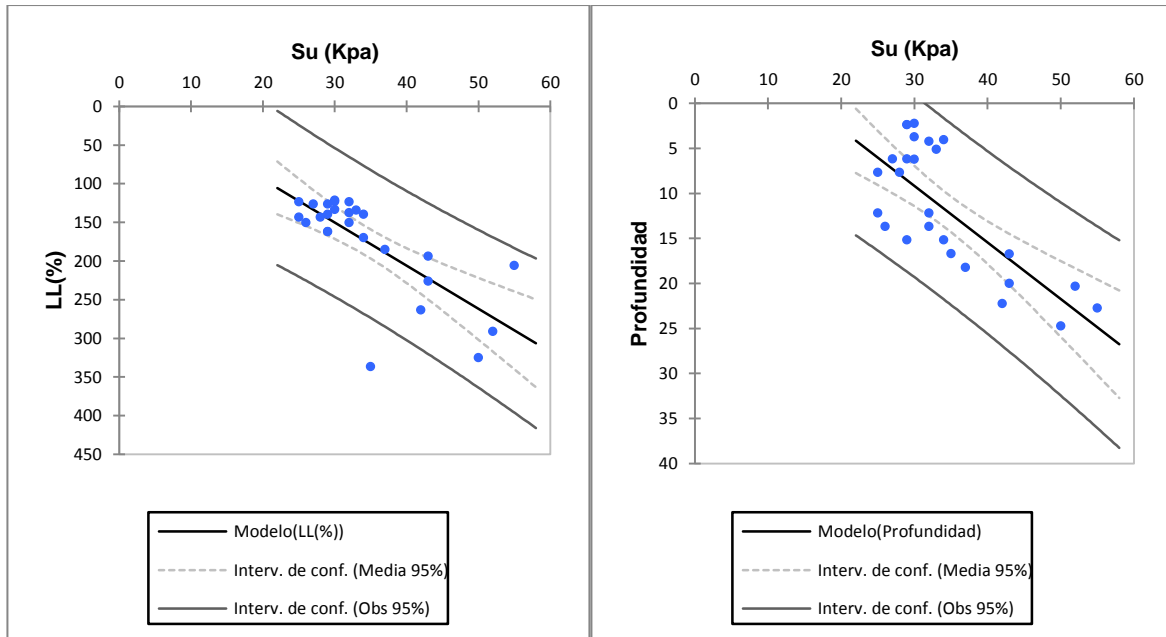 Su (Kpa)
0 10 20 30 40 50 60
0
50
100
150
200
250
300
350
400
450
LL(%)
Modelo(LL(%))
Interv. de conf. (Media 95%)
Interv. de conf. (Obs 95%)
Su (Kpa)
0 10 20 30 40 50 60
0
5
10
15
20
25
30
35
40
Profundidad
Modelo(Profundidad)
Interv. de conf. (Media 95%)
Interv. de conf. (Obs 95%)